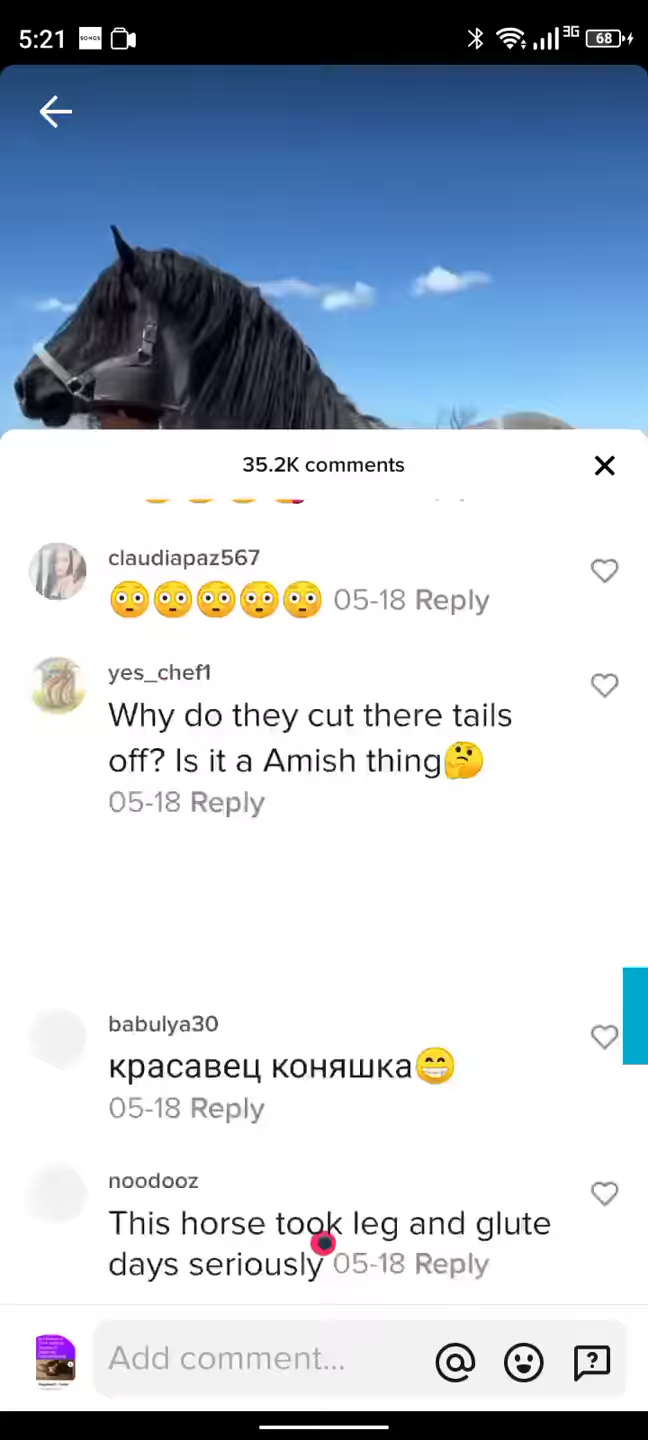 5:21 SONOS 3G 68
35.2K comments
claudiapaz567
😳😳😳😳😳 05-18 Reply
yes_chef1
Why do they cut there tails
off? Is it a Amish thing🤔
05-18 Reply
babulya30
красавец коняшка😁
05-18 Reply
noodooz
This horse took leg and glute
days seriously 05-18 Reply
Add comment...